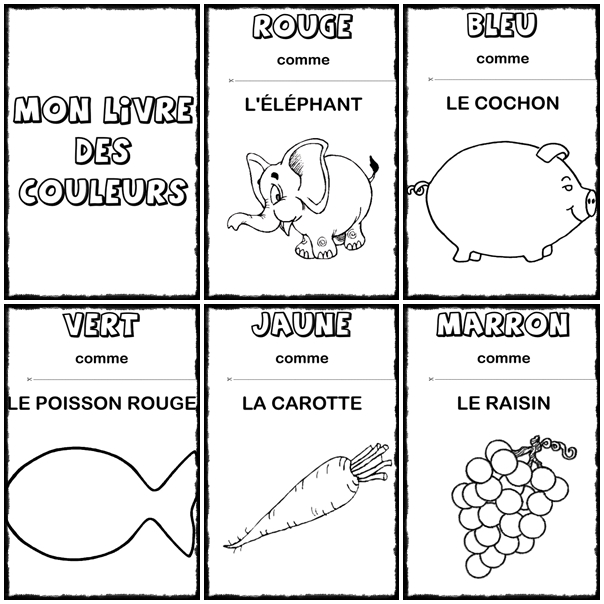 MON LiVRE
DES
COULEURS
ROUGE
comme
L'ÉLÉPHANT
BLEU
comme
LE COCHON
VERT
comme
LE POISSON ROUGE
JAUNE
comme
LA CAROTTE
MARRON
comme
LE RAISIN